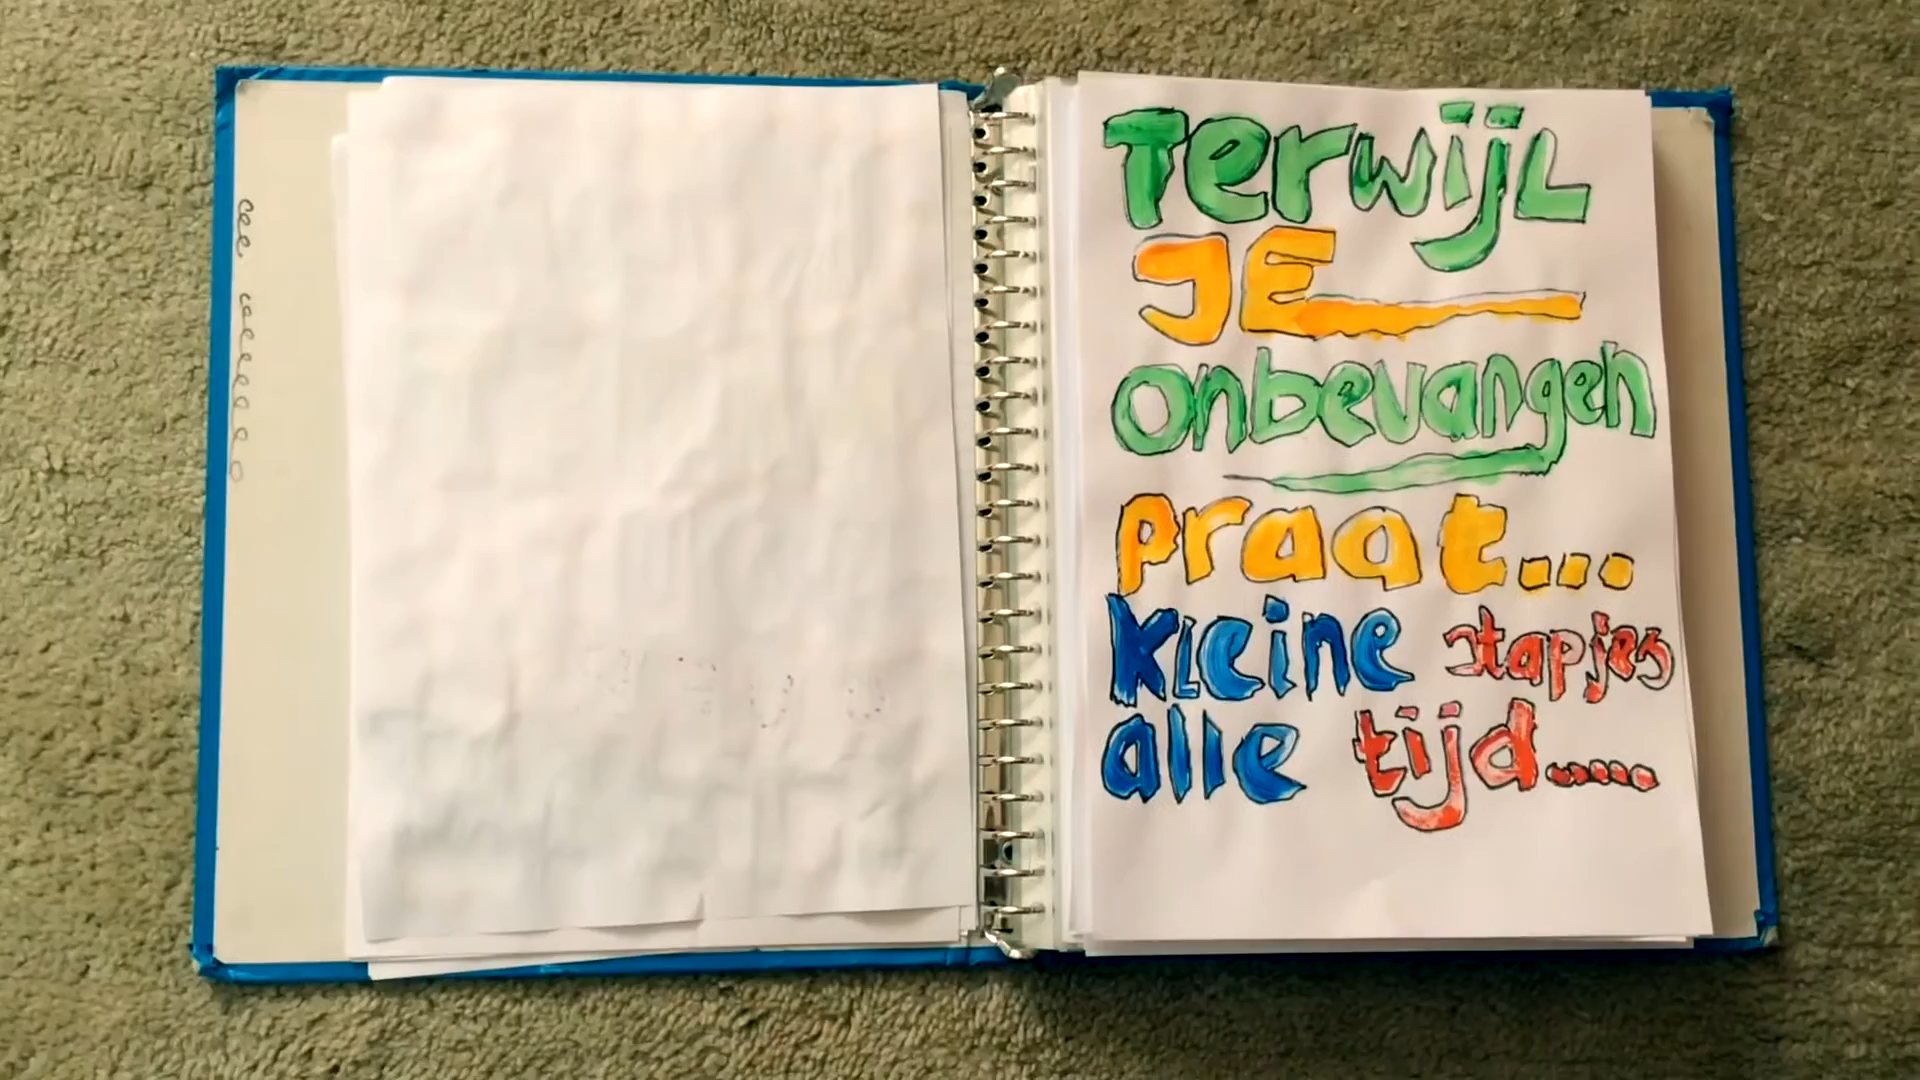 Terwijl
JE
onbevangen
praat...
kleine stapjes
alle tijd.....